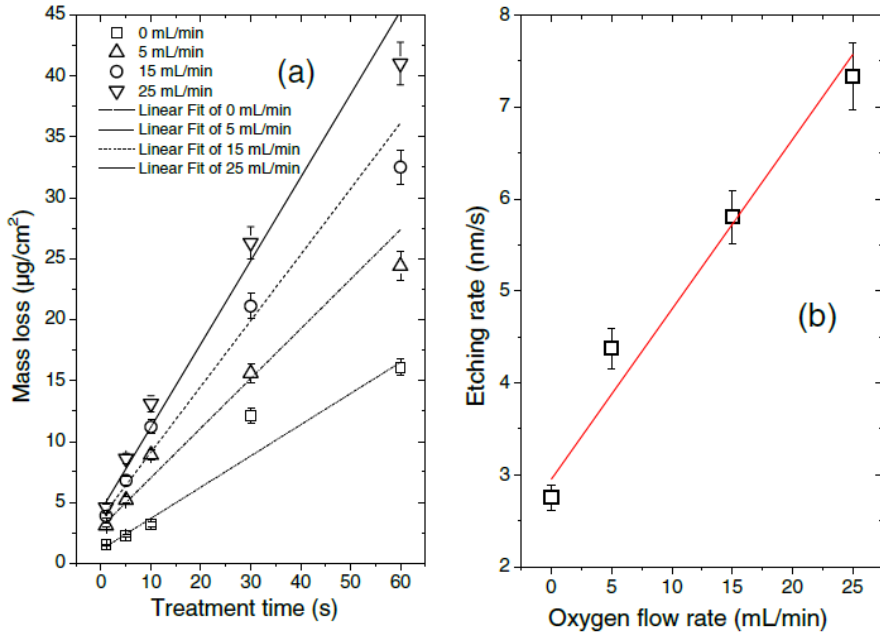 (a)
0 mL/min
5 mL/min
15 mL/min
25 mL/min
Linear Fit of 0 mL/min
Linear Fit of 5 mL/min
Linear Fit of 15 mL/min
Linear Fit of 25 mL/min
45
40
35
30
25
20
15
10
5
0
Mass loss (µg/cm²)
0 10 20 30 40 50 60
Treatment time (s)
(b)
8
7
6
5
4
3
2
Etching rate (nm/s)
0 5 10 15 20 25
Oxygen flow rate (mL/min)